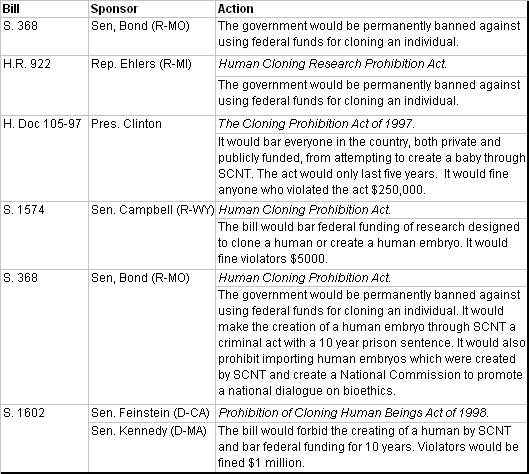 Bill Sponsor Action
S. 368 Sen, Bond (R-MO) The government would be permanently banned against
using federal funds for cloning an individual.
H.R. 922 Rep. Ehlers (R-MI) Human Cloning Research Prohibition Act.
The government would be permanently banned against
using federal funds for cloning an individual.
H. Doc 105-97 Pres. Clinton The Cloning Prohibition Act of 1997.
It would bar everyone in the country, both private and
publicly funded, from attempting to create a baby through
SCNT. The act would only last five years. It would fine
anyone who violated the act $250,000.
S. 1574 Sen. Campbell (R-WY) Human Cloning Prohibition Act.
The bill would bar federal funding of research designed
to clone a human or create a human embryo. It would
fine violators $5000.
S. 368 Sen, Bond (R-MO) Human Cloning Prohibition Act.
The government would be permanently banned against
using federal funds for cloning an individual. It would
make the creation of a human embryo through SCNT a
criminal act with a 10 year prison sentence. It would also
prohibit importing human embryos which were created
by SCNT and create a National Commission to promote
a national dialogue on bioethics.
S. 1602 Sen. Feinstein (D-CA) Prohibition of Cloning Human Beings Act of 1998.
Sen. Kennedy (D-MA) The bill would forbid the creating of a human by SCNT
and bar federal funding for 10 years. Violators would be
fined $1 million.